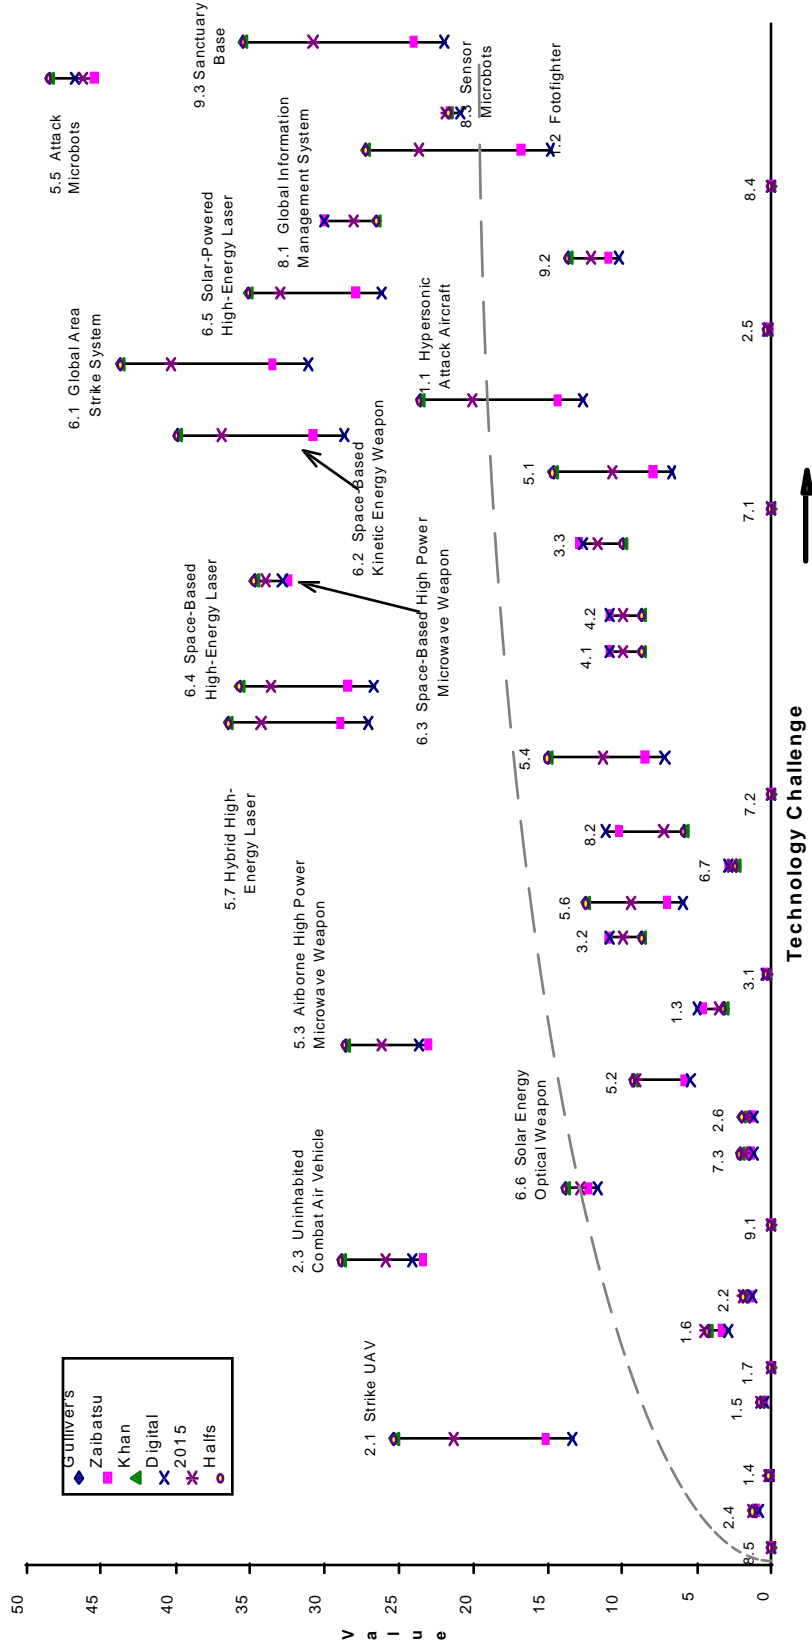 50
45
40
35
30
25
20
15
10
5
0
Value
Gulliver's
Zaibatsu
Khan
Digital
2015
Halfs
8.5
2.4
1.4
2.1 Strike UAV
1.5
1.7
1.6
2.2
2.3 Uninhabited
Combat Air Vehicle
9.1
6.6 Solar Energy
Optical Weapon
7.3
2.6
5.2
5.3 Airborne High Power
Microwave Weapon
1.3
3.1
3.2
5.6
6.7
8.2
7.2
5.4
5.7 Hybrid High-
Energy Laser
6.4 Space-Based
High-Energy Laser
4.1
4.2
6.3 Space-Based High Power
Microwave Weapon
3.3
7.1
5.1
6.2 Space-Based
Kinetic Energy Weapon
1.1 Hypersonic
Attack Aircraft
6.1 Global Area
Strike System
2.5
6.5 Solar-Powered
High-Energy Laser
9.2
8.1 Global Information
Management System
8.4
1.2 Fotofighter
8.3 Sensor
Microbots
5.5 Attack
Microbots
9.3 Sanctuary
Base
Technology Challenge